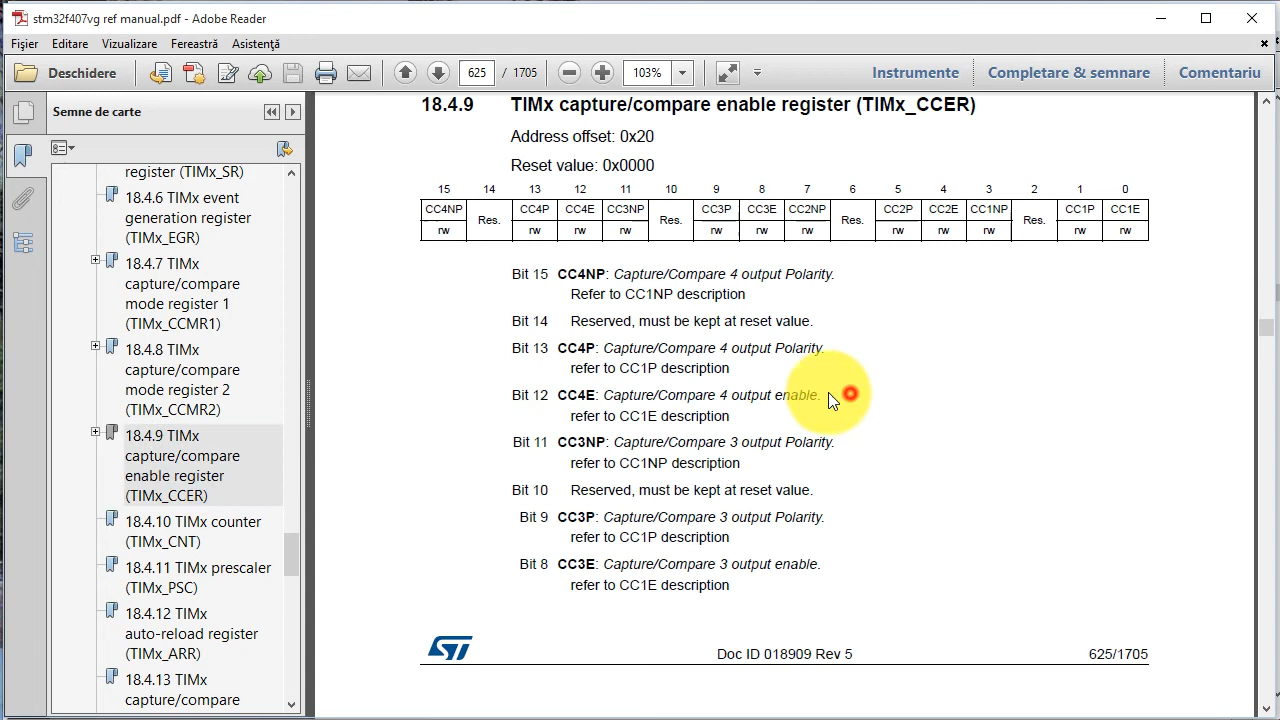 stm32f407vg ref manual.pdf - Adobe Reader
Fișier Editare Vizualizare Fereastră Asistență
Deschidere 625 / 1705 103% Instrumente Completare & semnare Comentariu
Semne de carte
register (TIMx_SR)
18.4.6 TIMx event
generation register
(TIMx_EGR)
18.4.7 TIMx
capture/compare
mode register 1
(TIMx_CCMR1)
18.4.8 TIMx
capture/compare
mode register 2
(TIMx_CCMR2)
18.4.9 TIMx
capture/compare
enable register
(TIMx_CCER)
18.4.10 TIMx counter
(TIMx_CNT)
18.4.11 TIMx prescaler
(TIMx_PSC)
18.4.12 TIMx
auto-reload register
(TIMx_ARR)
18.4.13 TIMx
capture/compare
18.4.9 TIMx capture/compare enable register (TIMx_CCER)
Address offset: 0x20
Reset value: 0x0000
15 14 13 12 11 10 9 8 7 6 5 4 3 2 1 0
CC4NP Res. CC4P CC4E CC3NP Res. CC3P CC3E CC2NP Res. CC2P CC2E CC1NP Res. CC1P CC1E
rw rw rw rw rw rw rw rw rw rw rw rw
Bit 15 CC4NP: Capture/Compare 4 output Polarity.
Refer to CC1NP description
Bit 14 Reserved, must be kept at reset value.
Bit 13 CC4P: Capture/Compare 4 output Polarity.
refer to CC1P description
Bit 12 CC4E: Capture/Compare 4 output enable.
refer to CC1E description
Bit 11 CC3NP: Capture/Compare 3 output Polarity.
refer to CC1NP description
Bit 10 Reserved, must be kept at reset value.
Bit 9 CC3P: Capture/Compare 3 output Polarity.
refer to CC1P description
Bit 8 CC3E: Capture/Compare 3 output enable.
refer to CC1E description
ST Doc ID 018909 Rev 5 625/1705